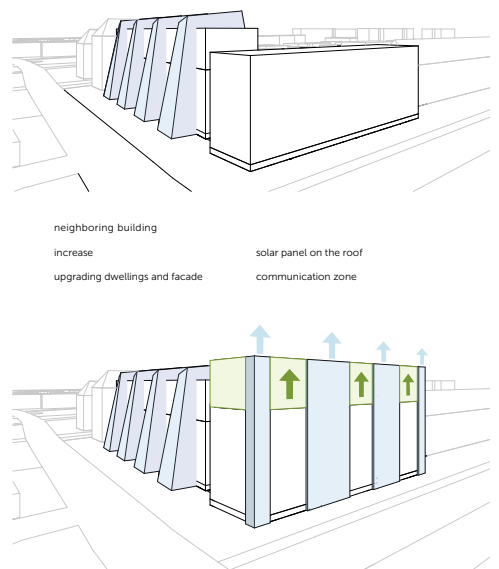 neighboring building
increase
solar panel on the roof
upgrading dwellings and facade
communication zone